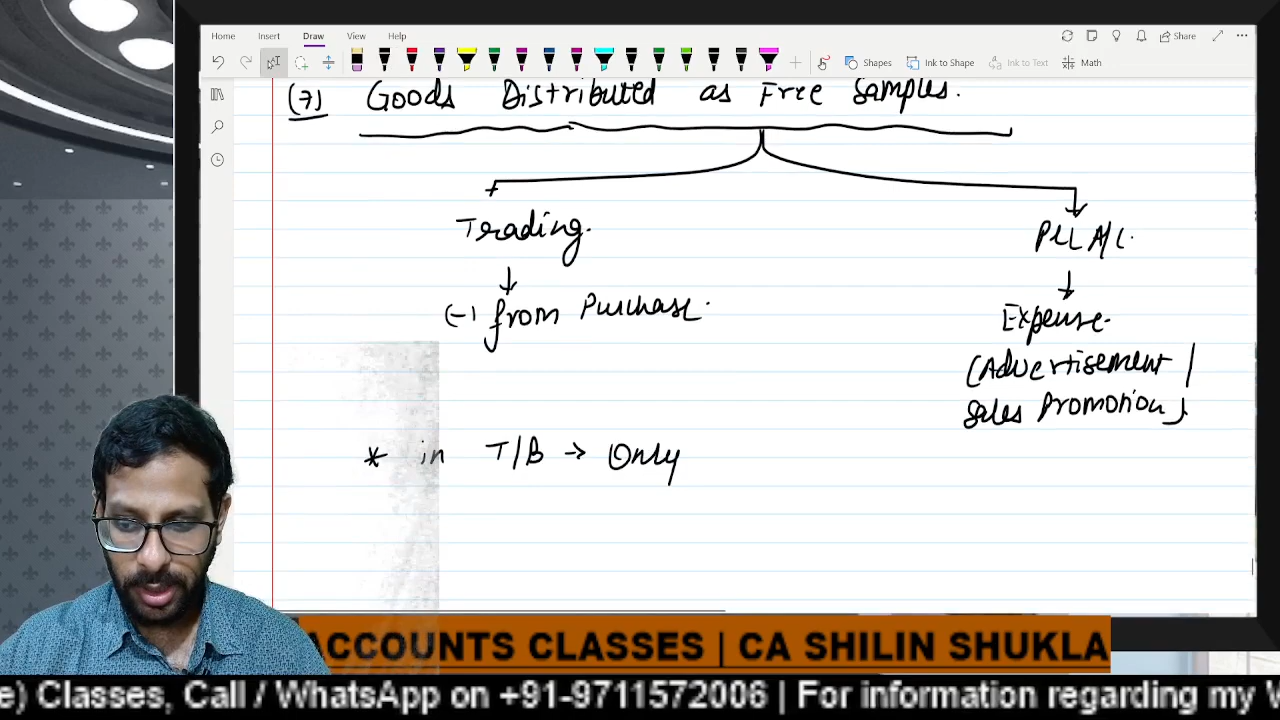 Home Insert Draw View Help Share
Shapes Ink to Shape Ink to Text Math
(7) Goods Distributed as Free Samples.
Trading.
P&L A/c.
↓
↓
(-) from Purchase.
Expense.
(Advertisement /
Sales Promotion)
* in T/B → Only
ACCOUNTS CLASSES | CA SHILIN SHUKLA
e) Classes, Call / WhatsApp on +91-9711572006 | For information regarding my